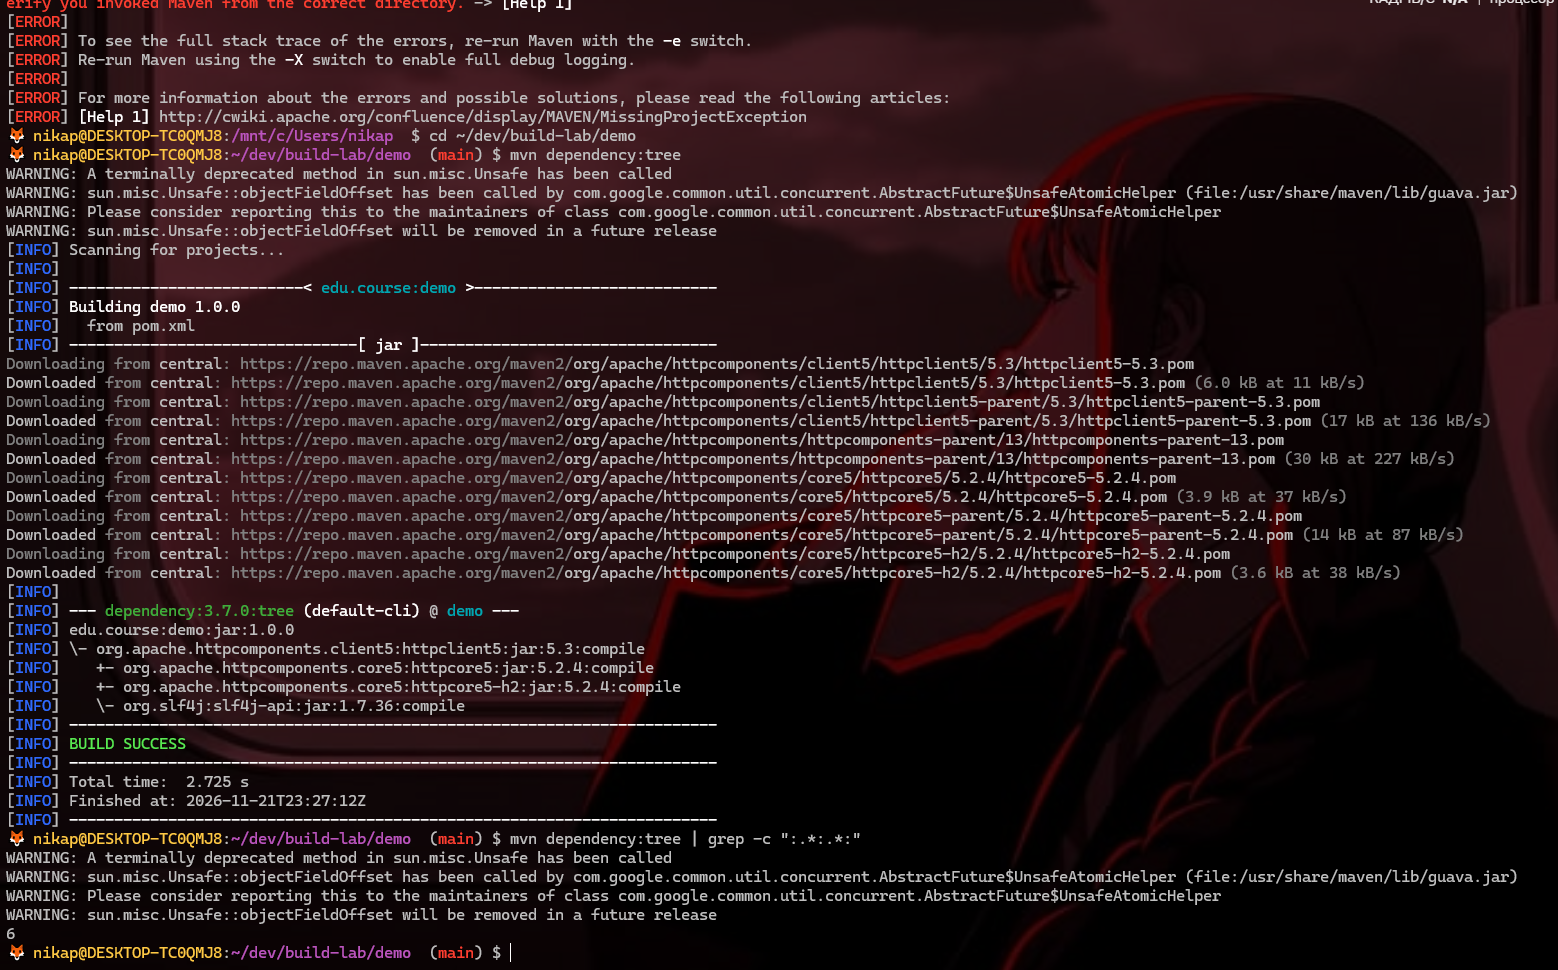 erify you invoked Maven from the correct directory. -> [Help 1]
[ERROR]
[ERROR] To see the full stack trace of the errors, re-run Maven with the -e switch.
[ERROR] Re-run Maven using the -X switch to enable full debug logging.
[ERROR]
[ERROR] For more information about the errors and possible solutions, please read the following articles:
[ERROR] [Help 1] http://cwiki.apache.org/confluence/display/MAVEN/MissingProjectException
🦊 nikap@DESKTOP-TC0QMJ8:/mnt/c/Users/nikap $ cd ~/dev/build-lab/demo
🦊 nikap@DESKTOP-TC0QMJ8:~/dev/build-lab/demo (main) $ mvn dependency:tree
WARNING: A terminally deprecated method in sun.misc.Unsafe has been called
WARNING: sun.misc.Unsafe::objectFieldOffset has been called by com.google.common.util.concurrent.AbstractFuture$UnsafeAtomicHelper (file:/usr/share/maven/lib/guava.jar)
WARNING: Please consider reporting this to the maintainers of class com.google.common.util.concurrent.AbstractFuture$UnsafeAtomicHelper
WARNING: sun.misc.Unsafe::objectFieldOffset will be removed in a future release
[INFO] Scanning for projects...
[INFO]
[INFO] --------------------------< edu.course:demo >---------------------------
[INFO] Building demo 1.0.0
[INFO]   from pom.xml
[INFO] --------------------------------[ jar ]---------------------------------
Downloading from central: https://repo.maven.apache.org/maven2/org/apache/httpcomponents/client5/httpclient5/5.3/httpclient5-5.3.pom
Downloaded from central: https://repo.maven.apache.org/maven2/org/apache/httpcomponents/client5/httpclient5/5.3/httpclient5-5.3.pom (6.0 kB at 11 kB/s)
Downloading from central: https://repo.maven.apache.org/maven2/org/apache/httpcomponents/client5/httpclient5-parent/5.3/httpclient5-parent-5.3.pom
Downloaded from central: https://repo.maven.apache.org/maven2/org/apache/httpcomponents/client5/httpclient5-parent/5.3/httpclient5-parent-5.3.pom (17 kB at 136 kB/s)
Downloading from central: https://repo.maven.apache.org/maven2/org/apache/httpcomponents/httpcomponents-parent/13/httpcomponents-parent-13.pom
Downloaded from central: https://repo.maven.apache.org/maven2/org/apache/httpcomponents/httpcomponents-parent/13/httpcomponents-parent-13.pom (30 kB at 227 kB/s)
Downloading from central: https://repo.maven.apache.org/maven2/org/apache/httpcomponents/core5/httpcore5/5.2.4/httpcore5-5.2.4.pom
Downloaded from central: https://repo.maven.apache.org/maven2/org/apache/httpcomponents/core5/httpcore5/5.2.4/httpcore5-5.2.4.pom (3.9 kB at 37 kB/s)
Downloading from central: https://repo.maven.apache.org/maven2/org/apache/httpcomponents/core5/httpcore5-parent/5.2.4/httpcore5-parent-5.2.4.pom
Downloaded from central: https://repo.maven.apache.org/maven2/org/apache/httpcomponents/core5/httpcore5-parent/5.2.4/httpcore5-parent-5.2.4.pom (14 kB at 87 kB/s)
Downloading from central: https://repo.maven.apache.org/maven2/org/apache/httpcomponents/core5/httpcore5-h2/5.2.4/httpcore5-h2-5.2.4.pom
Downloaded from central: https://repo.maven.apache.org/maven2/org/apache/httpcomponents/core5/httpcore5-h2/5.2.4/httpcore5-h2-5.2.4.pom (3.6 kB at 38 kB/s)
[INFO]
[INFO] --- dependency:3.7.0:tree (default-cli) @ demo ---
[INFO] edu.course:demo:jar:1.0.0
[INFO] \- org.apache.httpcomponents.client5:httpclient5:jar:5.3:compile
[INFO]    +- org.apache.httpcomponents.core5:httpcore5:jar:5.2.4:compile
[INFO]    +- org.apache.httpcomponents.core5:httpcore5-h2:jar:5.2.4:compile
[INFO]    \- org.slf4j:slf4j-api:jar:1.7.36:compile
[INFO] ------------------------------------------------------------------------
[INFO] BUILD SUCCESS
[INFO] ------------------------------------------------------------------------
[INFO] Total time:  2.725 s
[INFO] Finished at: 2026-11-21T23:27:12Z
[INFO] ------------------------------------------------------------------------
🦊 nikap@DESKTOP-TC0QMJ8:~/dev/build-lab/demo (main) $ mvn dependency:tree | grep -c ":.*:.*:"
WARNING: A terminally deprecated method in sun.misc.Unsafe has been called
WARNING: sun.misc.Unsafe::objectFieldOffset has been called by com.google.common.util.concurrent.AbstractFuture$UnsafeAtomicHelper (file:/usr/share/maven/lib/guava.jar)
WARNING: Please consider reporting this to the maintainers of class com.google.common.util.concurrent.AbstractFuture$UnsafeAtomicHelper
WARNING: sun.misc.Unsafe::objectFieldOffset will be removed in a future release
6
🦊 nikap@DESKTOP-TC0QMJ8:~/dev/build-lab/demo (main) $